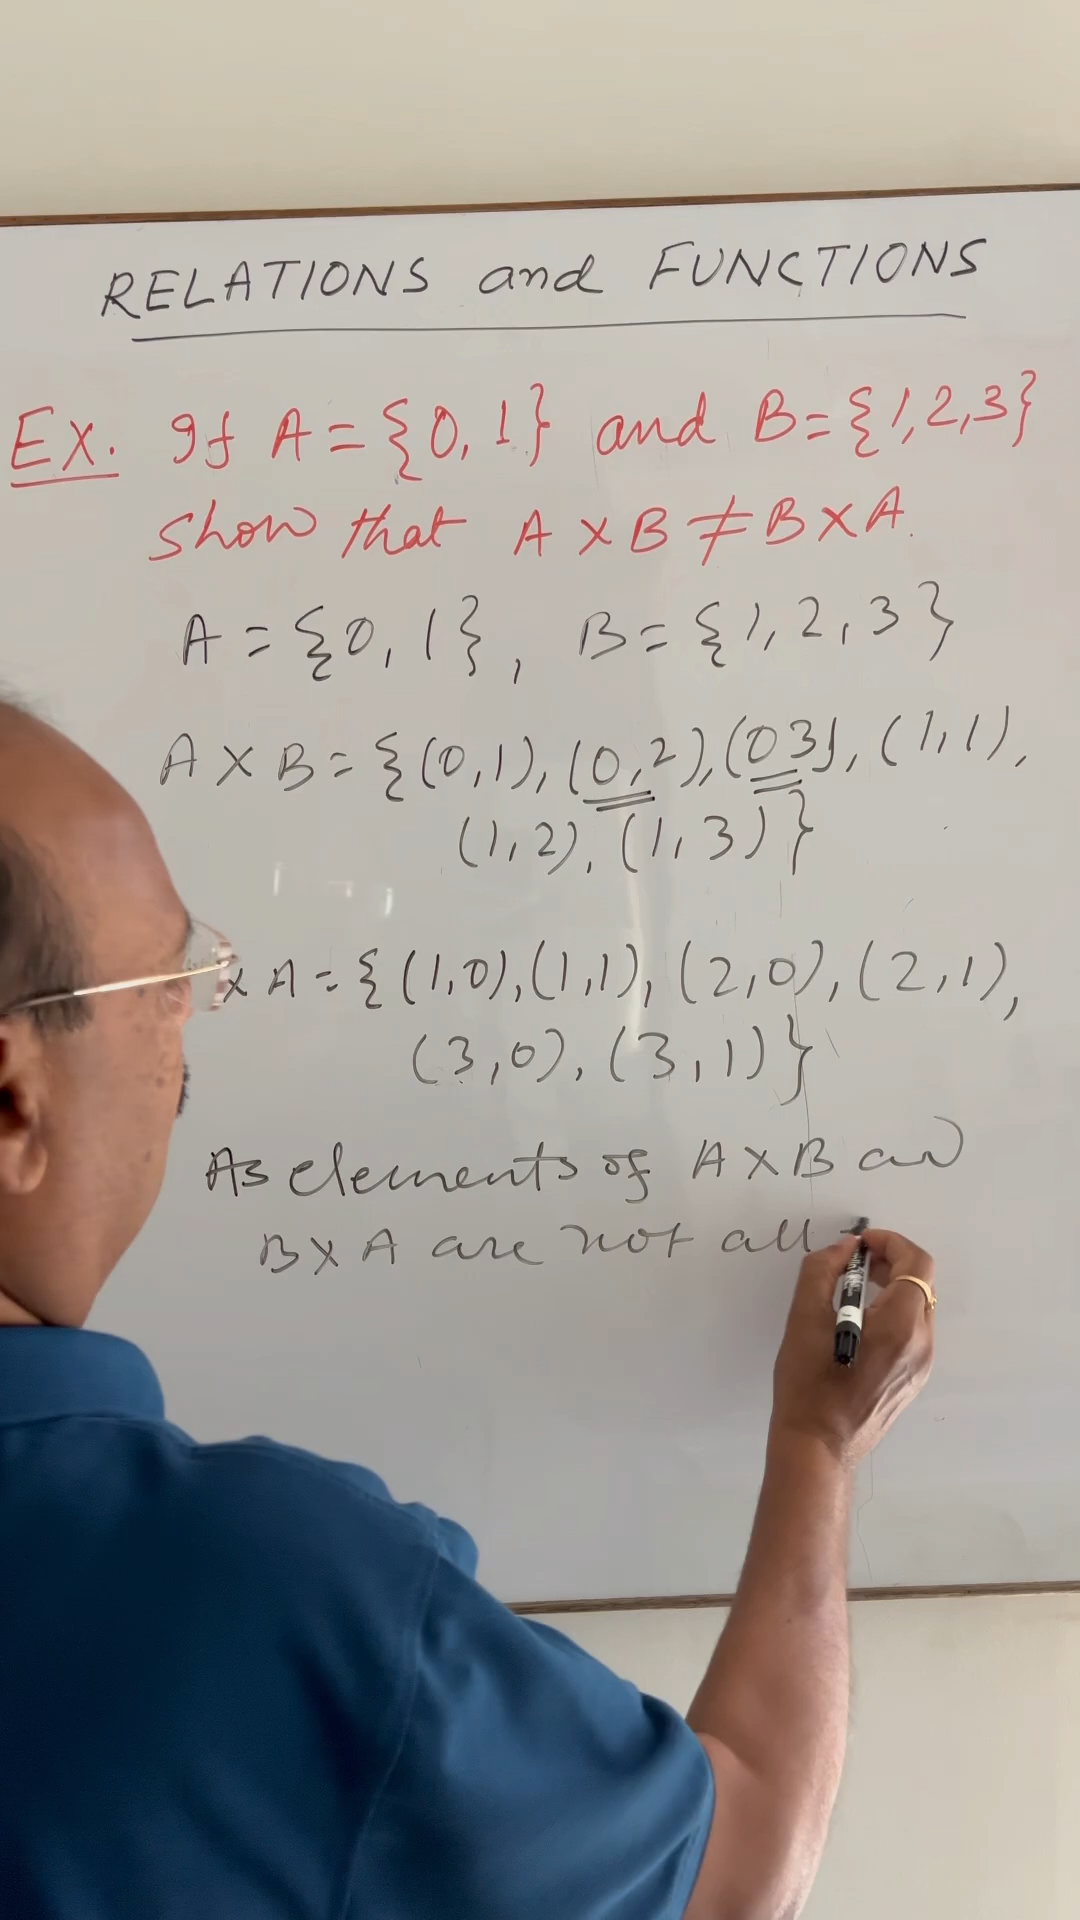 RELATIONS and FUNCTIONS
Ex. If A = {0, 1} and B = {1, 2, 3}
show that A × B ≠ B × A.
A = {0, 1}, B = {1, 2, 3}
A × B = {(0,1), (0,2), (0 3), (1,1),
(1,2), (1,3)}
× A = {(1,0), (1,1), (2,0), (2,1),
(3,0), (3,1)}
As elements of A × B an
B × A are not all